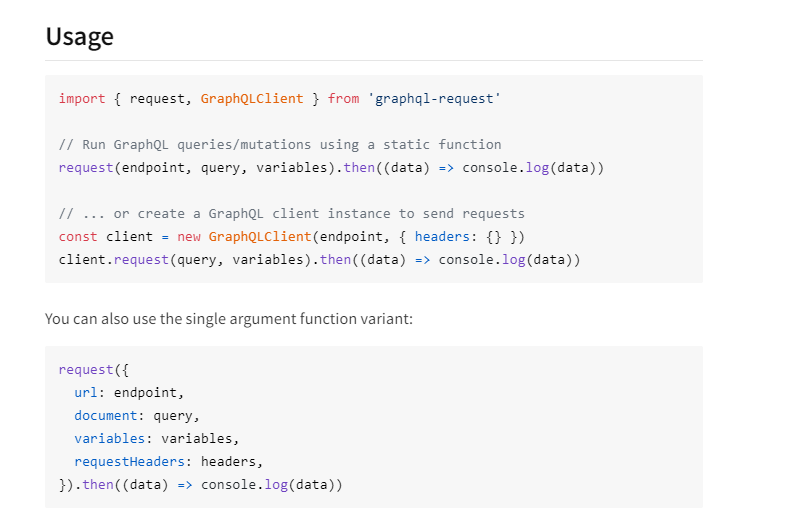 Usage
import { request, GraphQLClient } from 'graphql-request'
// Run GraphQL queries/mutations using a static function
request(endpoint, query, variables).then((data) => console.log(data))
// ... or create a GraphQL client instance to send requests
const client = new GraphQLClient(endpoint, { headers: {} })
client.request(query, variables).then((data) => console.log(data))
You can also use the single argument function variant:
request({
  url: endpoint,
  document: query,
  variables: variables,
  requestHeaders: headers,
}).then((data) => console.log(data))